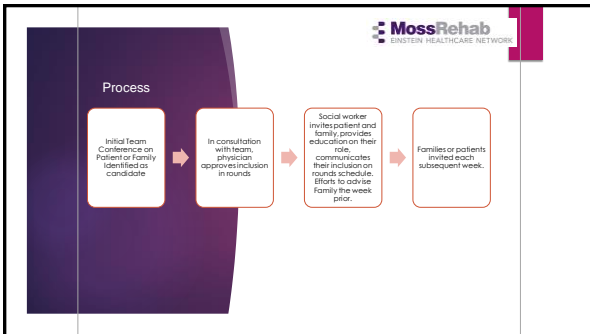 MossRehab
EINSTEIN HEALTHCARE NETWORK
Process
Initial Team
Conference on
Patient or Family
Identified as
candidate
In consultation
with team,
physician
approves inclusion
in rounds
Social worker
invites patient and
family, provides
education on their
role,
communicates
their inclusion on
rounds schedule.
Efforts to advise
Family the week
prior.
Families or patients
invited each
subsequent week.